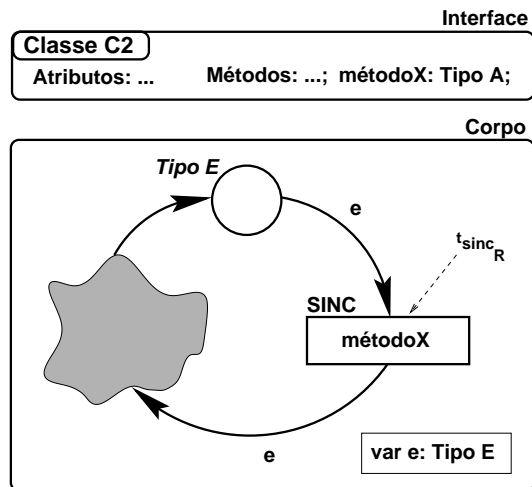 Interface
Classe C2
Atributos: ... Métodos: ...; métodoX: Tipo A;
Corpo
Tipo E
e
t sinc R
SINC
métodoX
e
var e: Tipo E